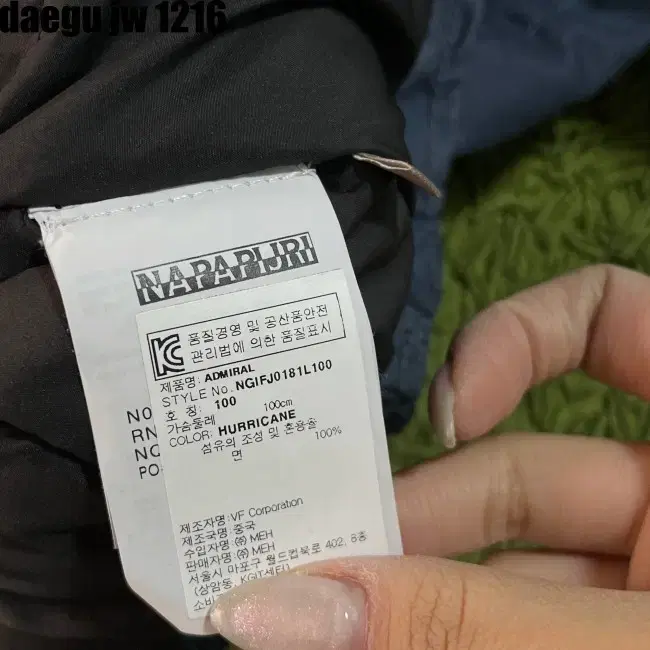 daegu jw 1216
NAPAPIJRI
품질경영 및 공산품안전
관리법에 의한 품질표시
제품명: ADMIRAL
STYLE No. NGIFJ0181L100
호 칭: 100
가슴둘레 100cm
COLOR: HURRICANE
섬유의 조성 및 혼용율
면 100%
NO
RN
NO
PO
제조자명: VF Corporation
제조국명: 중국
수입자명: ㈜ MEH
판매자명: ㈜ MEH
서울시 마포구 월드컵북로 402, 8층
(상암동, KGIT센터)
소비